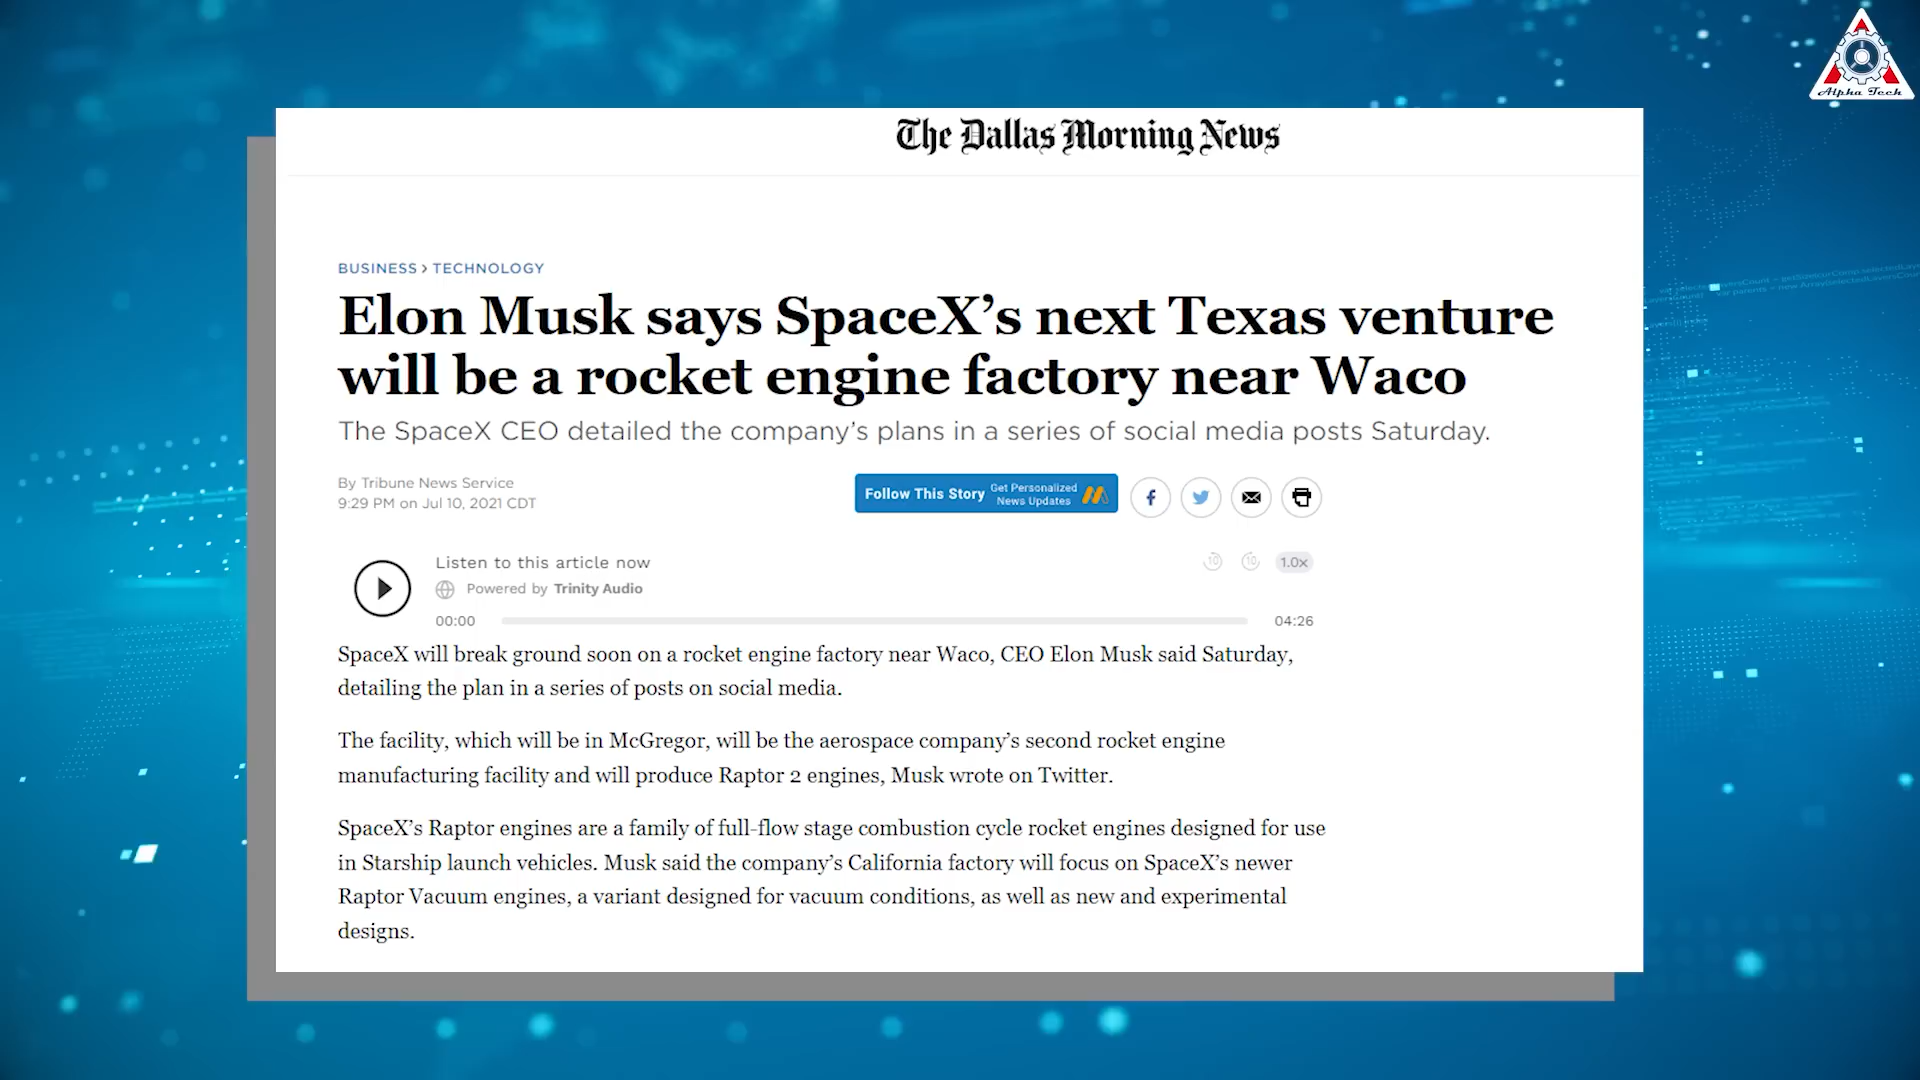 Alpha Tech
The Dallas Morning News
BUSINESS > TECHNOLOGY
Elon Musk says SpaceX’s next Texas venture
will be a rocket engine factory near Waco
The SpaceX CEO detailed the company’s plans in a series of social media posts Saturday.
By Tribune News Service
9:29 PM on Jul 10, 2021 CDT
Follow This Story
Get Personalized
News Updates
Listen to this article now
10
10
1.0x
Powered by Trinity Audio
00:00
04:26
SpaceX will break ground soon on a rocket engine factory near Waco, CEO Elon Musk said Saturday,
detailing the plan in a series of posts on social media.
The facility, which will be in McGregor, will be the aerospace company’s second rocket engine
manufacturing facility and will produce Raptor 2 engines, Musk wrote on Twitter.
SpaceX’s Raptor engines are a family of full-flow stage combustion cycle rocket engines designed for use
in Starship launch vehicles. Musk said the company’s California factory will focus on SpaceX’s newer
Raptor Vacuum engines, a variant designed for vacuum conditions, as well as new and experimental
designs.